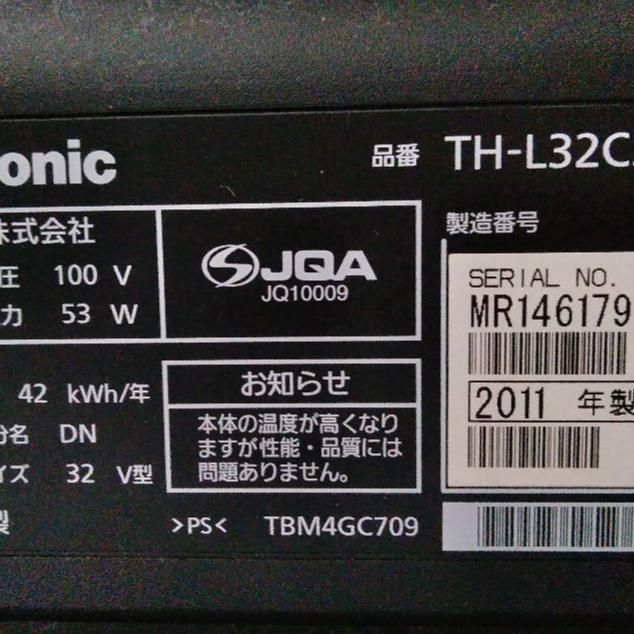 onic
品番 TH-L32C
株式会社
圧 100 V
力 53 W
JQA
JQ10009
製造番号
SERIAL NO.
MR146179
2011 年製
42 kWh/年
分名 DN
イズ 32 V型
製
お知らせ
本体の温度が高くなり
ますが性能・品質には
問題ありません。
>PS< TBM4GC709